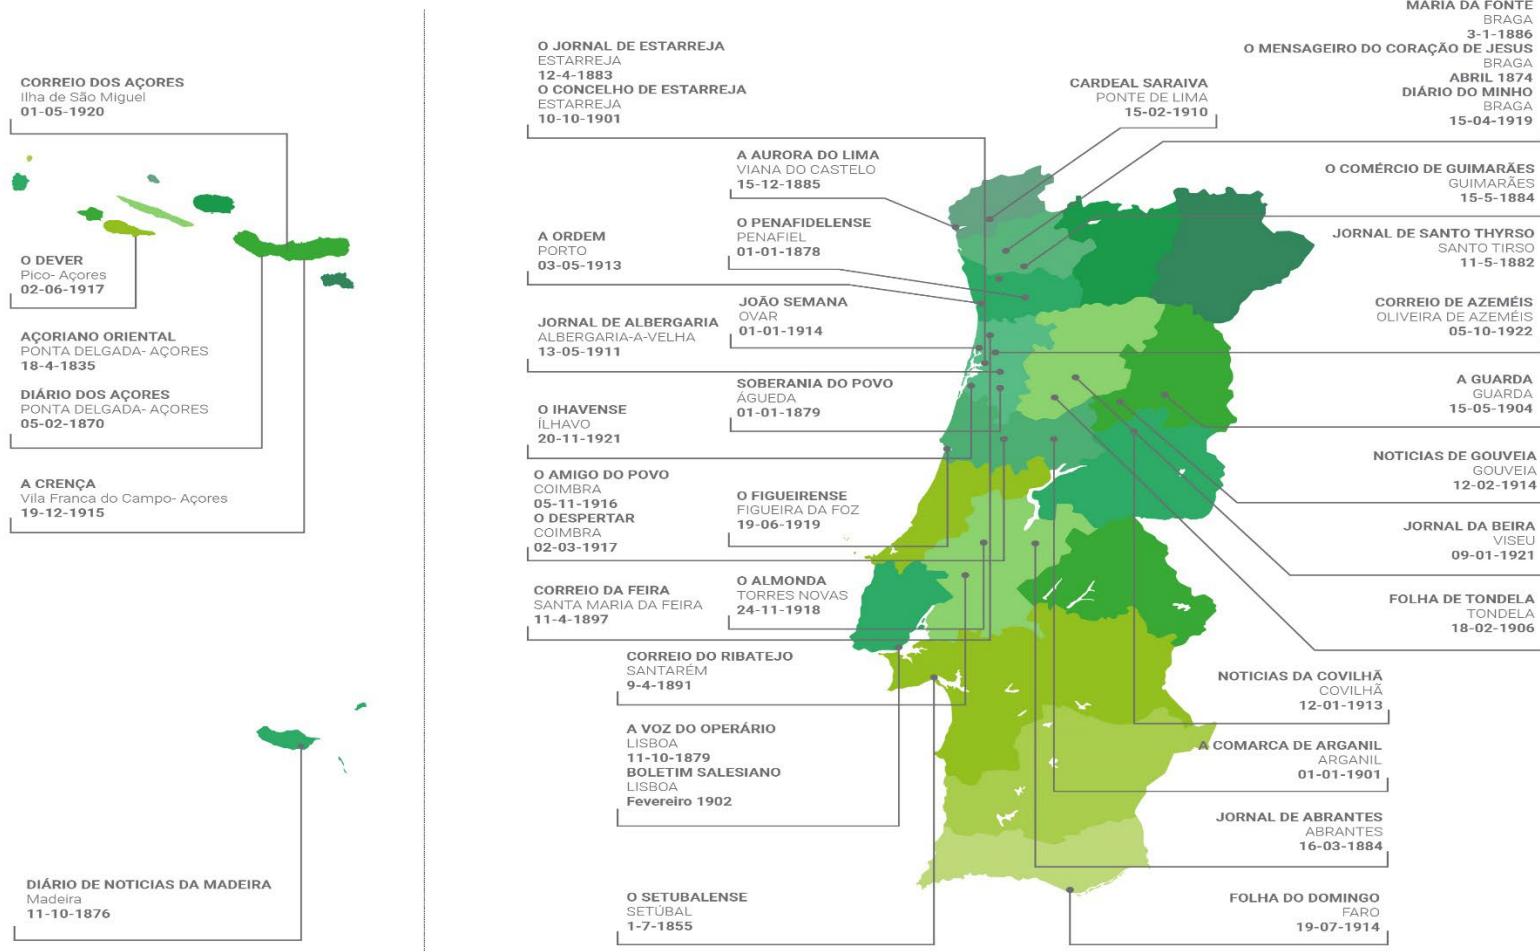 CORREIO DOS AÇORES
Ilha de São Miguel
01-05-1920
O DEVER
Pico- Açores
02-06-1917
AÇORIANO ORIENTAL
PONTA DELGADA- AÇORES
18-4-1835
DIÁRIO DOS AÇORES
PONTA DELGADA- AÇORES
05-02-1870
A CRENÇA
Vila Franca do Campo- Açores
19-12-1915
DIÁRIO DE NOTICIAS DA MADEIRA
Madeira
11-10-1876
O JORNAL DE ESTARREJA
ESTARREJA
12-4-1883
O CONCELHO DE ESTARREJA
ESTARREJA
10-10-1901
A AURORA DO LIMA
VIANA DO CASTELO
15-12-1885
A ORDEM
PORTO
03-05-1913
O PENAFIDELENSE
PENAFIEL
01-01-1878
JORNAL DE ALBERGARIA
ALBERGARIA-A-VELHA
13-05-1911
JOÃO SEMANA
OVAR
01-01-1914
O IHAVENSE
ÍLHAVO
20-11-1921
SOBERANIA DO POVO
ÁGUEDA
01-01-1879
O AMIGO DO POVO
COIMBRA
05-11-1916
O DESPERTAR
COIMBRA
02-03-1917
O FIGUEIRENSE
FIGUEIRA DA FOZ
19-06-1919
CORREIO DA FEIRA
SANTA MARIA DA FEIRA
11-4-1897
O ALMONDA
TORRES NOVAS
24-11-1918
CORREIO DO RIBATEJO
SANTARÉM
9-4-1891
A VOZ DO OPERÁRIO
LISBOA
11-10-1879
BOLETIM SALESIANO
LISBOA
Fevereiro 1902
O SETUBALENSE
SETÚBAL
1-7-1855
CARDEAL SARAIVA
PONTE DE LIMA
15-02-1910
MARIA DA FONTE
BRAGA
3-1-1886
O MENSAGEIRO DO CORAÇÃO DE JESUS
BRAGA
ABRIL 1874
DIÁRIO DO MINHO
BRAGA
15-04-1919
O COMÉRCIO DE GUIMARÃES
GUIMARÃES
15-5-1884
JORNAL DE SANTO THYRSO
SANTO TIRSO
11-5-1882
CORREIO DE AZEMÉIS
OLIVEIRA DE AZEMÉIS
05-10-1922
A GUARDA
GUARDA
15-05-1904
NOTICIAS DE GOUVEIA
GOUVEIA
12-02-1914
JORNAL DA BEIRA
VISEU
09-01-1921
FOLHA DE TONDELA
TONDELA
18-02-1906
NOTICIAS DA COVILHÃ
COVILHÃ
12-01-1913
A COMARCA DE ARGANIL
ARGANIL
01-01-1901
JORNAL DE ABRANTES
ABRANTES
16-03-1884
FOLHA DO DOMINGO
FARO
19-07-1914